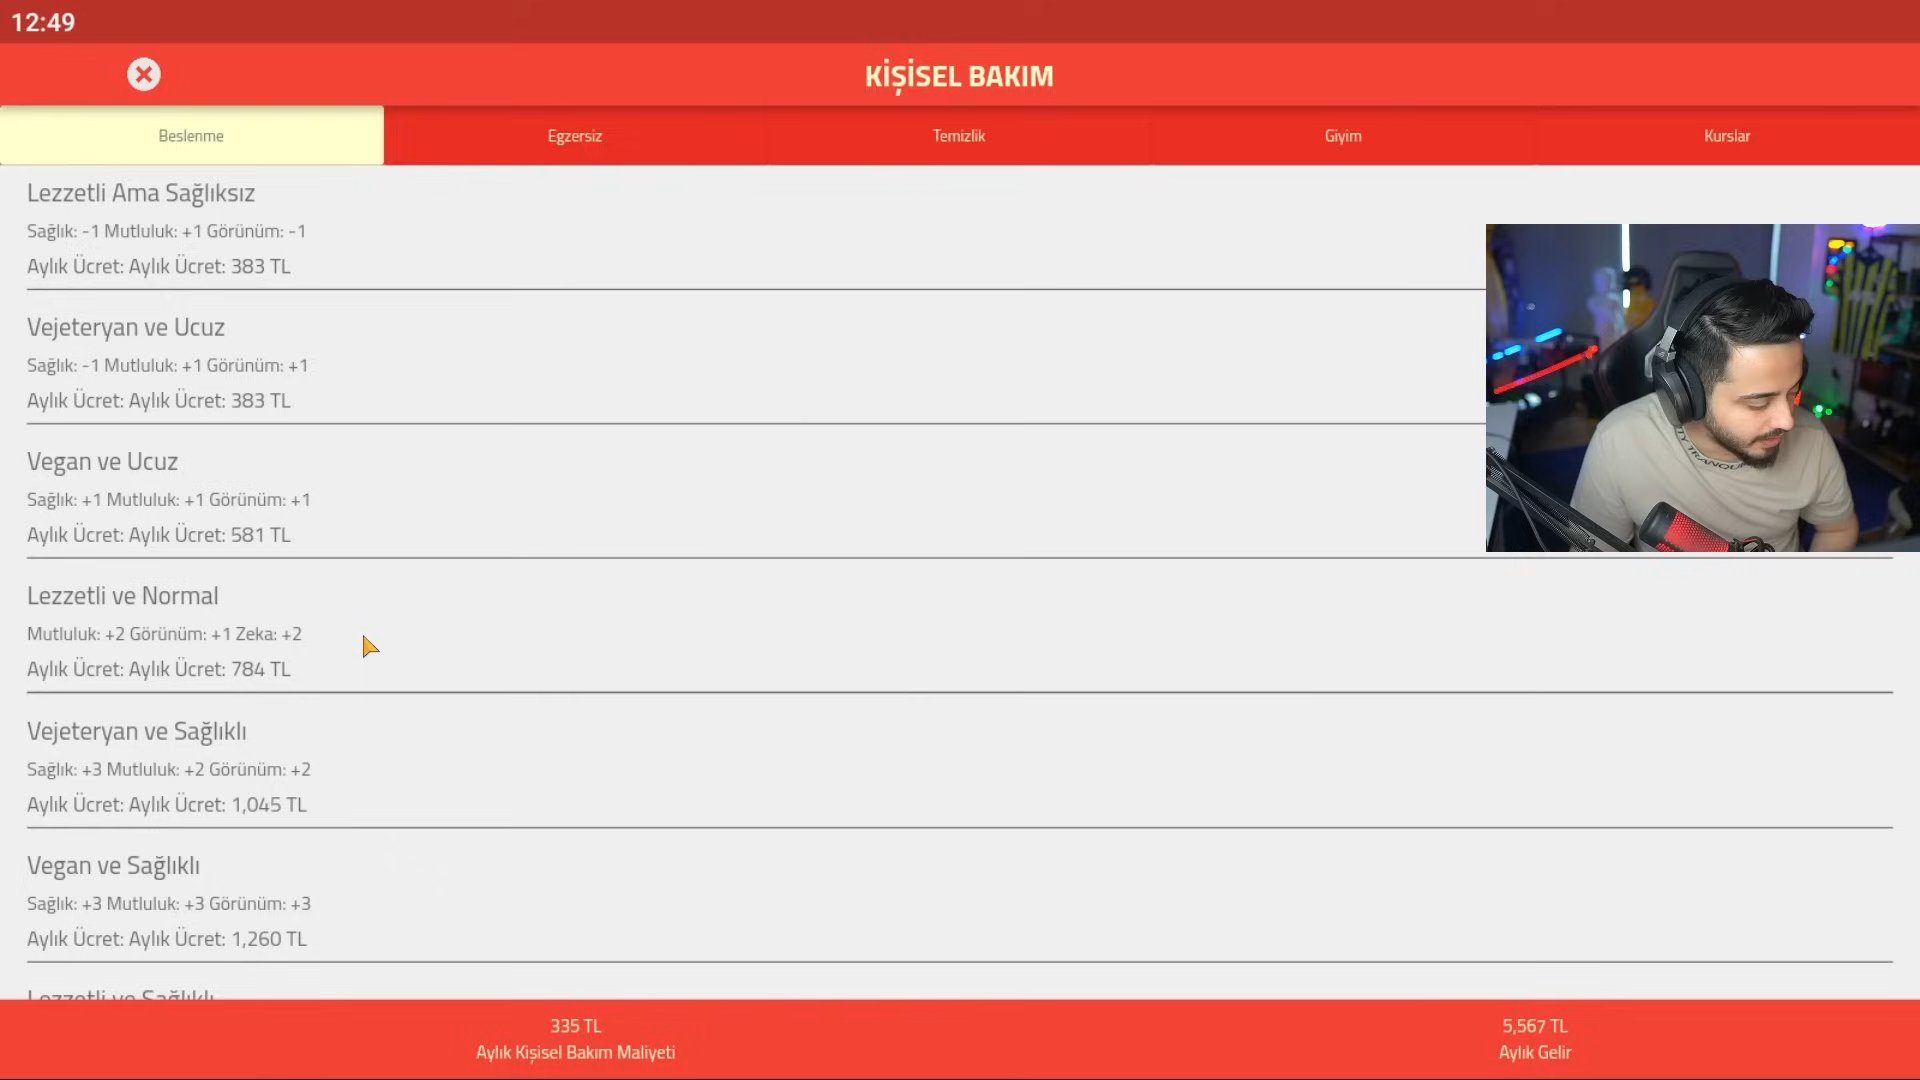 12:49
KİŞİSEL BAKIM
Beslenme
Egzersiz
Temizlik
Giyim
Kurslar
Lezzetli Ama Sağlıksız
Sağlık: -1 Mutluluk: +1 Görünüm: -1
Aylık Ücret: Aylık Ücret: 383 TL
Vejeteryan ve Ucuz
Sağlık: -1 Mutluluk: +1 Görünüm: +1
Aylık Ücret: Aylık Ücret: 383 TL
Vegan ve Ucuz
Sağlık: +1 Mutluluk: +1 Görünüm: +1
Aylık Ücret: Aylık Ücret: 581 TL
Lezzetli ve Normal
Mutluluk: +2 Görünüm: +1 Zeka: +2
Aylık Ücret: Aylık Ücret: 784 TL
Vejeteryan ve Sağlıklı
Sağlık: +3 Mutluluk: +2 Görünüm: +2
Aylık Ücret: Aylık Ücret: 1,045 TL
Vegan ve Sağlıklı
Sağlık: +3 Mutluluk: +3 Görünüm: +3
Aylık Ücret: Aylık Ücret: 1,260 TL
Lezzetli ve Sağlıklı
335 TL
Aylık Kişisel Bakım Maliyeti
5,567 TL
Aylık Gelir